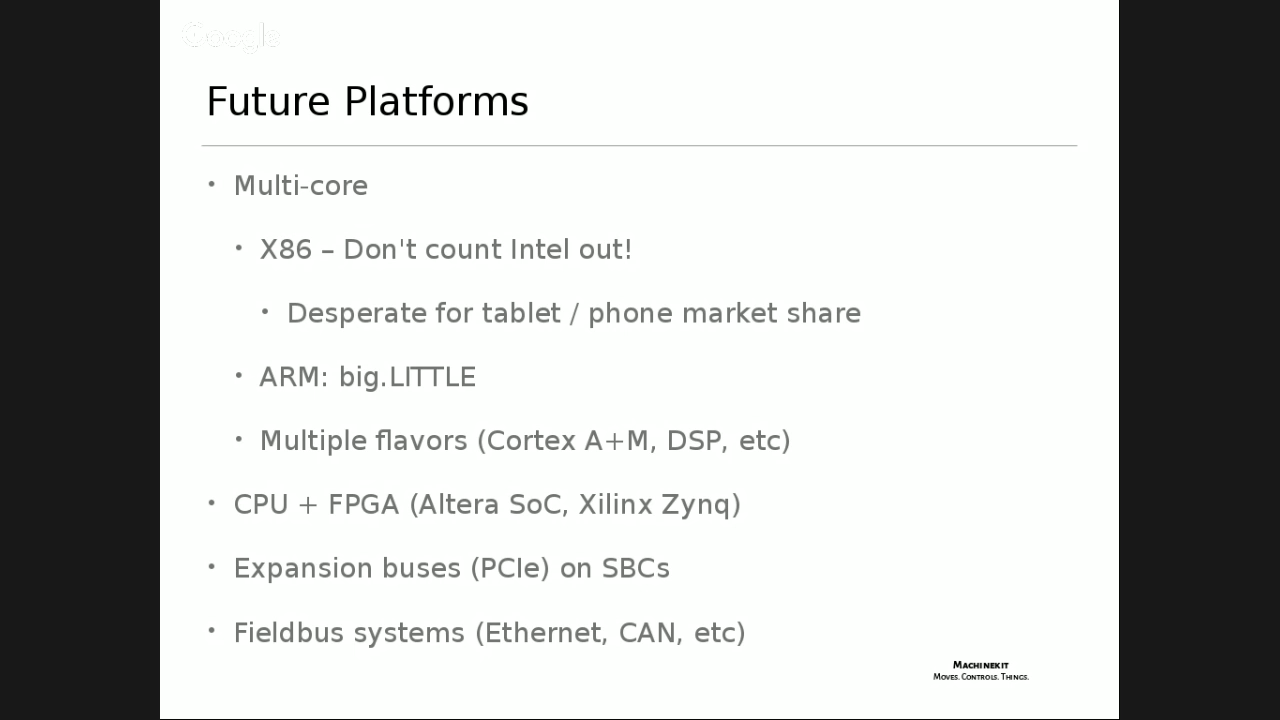 Google
Future Platforms
• Multi-core
• X86 – Don't count Intel out!
• Desperate for tablet / phone market share
• ARM: big.LITTLE
• Multiple flavors (Cortex A+M, DSP, etc)
• CPU + FPGA (Altera SoC, Xilinx Zynq)
• Expansion buses (PCIe) on SBCs
• Fieldbus systems (Ethernet, CAN, etc)
MACHINEKIT
MOVES. CONTROLS. THINGS.